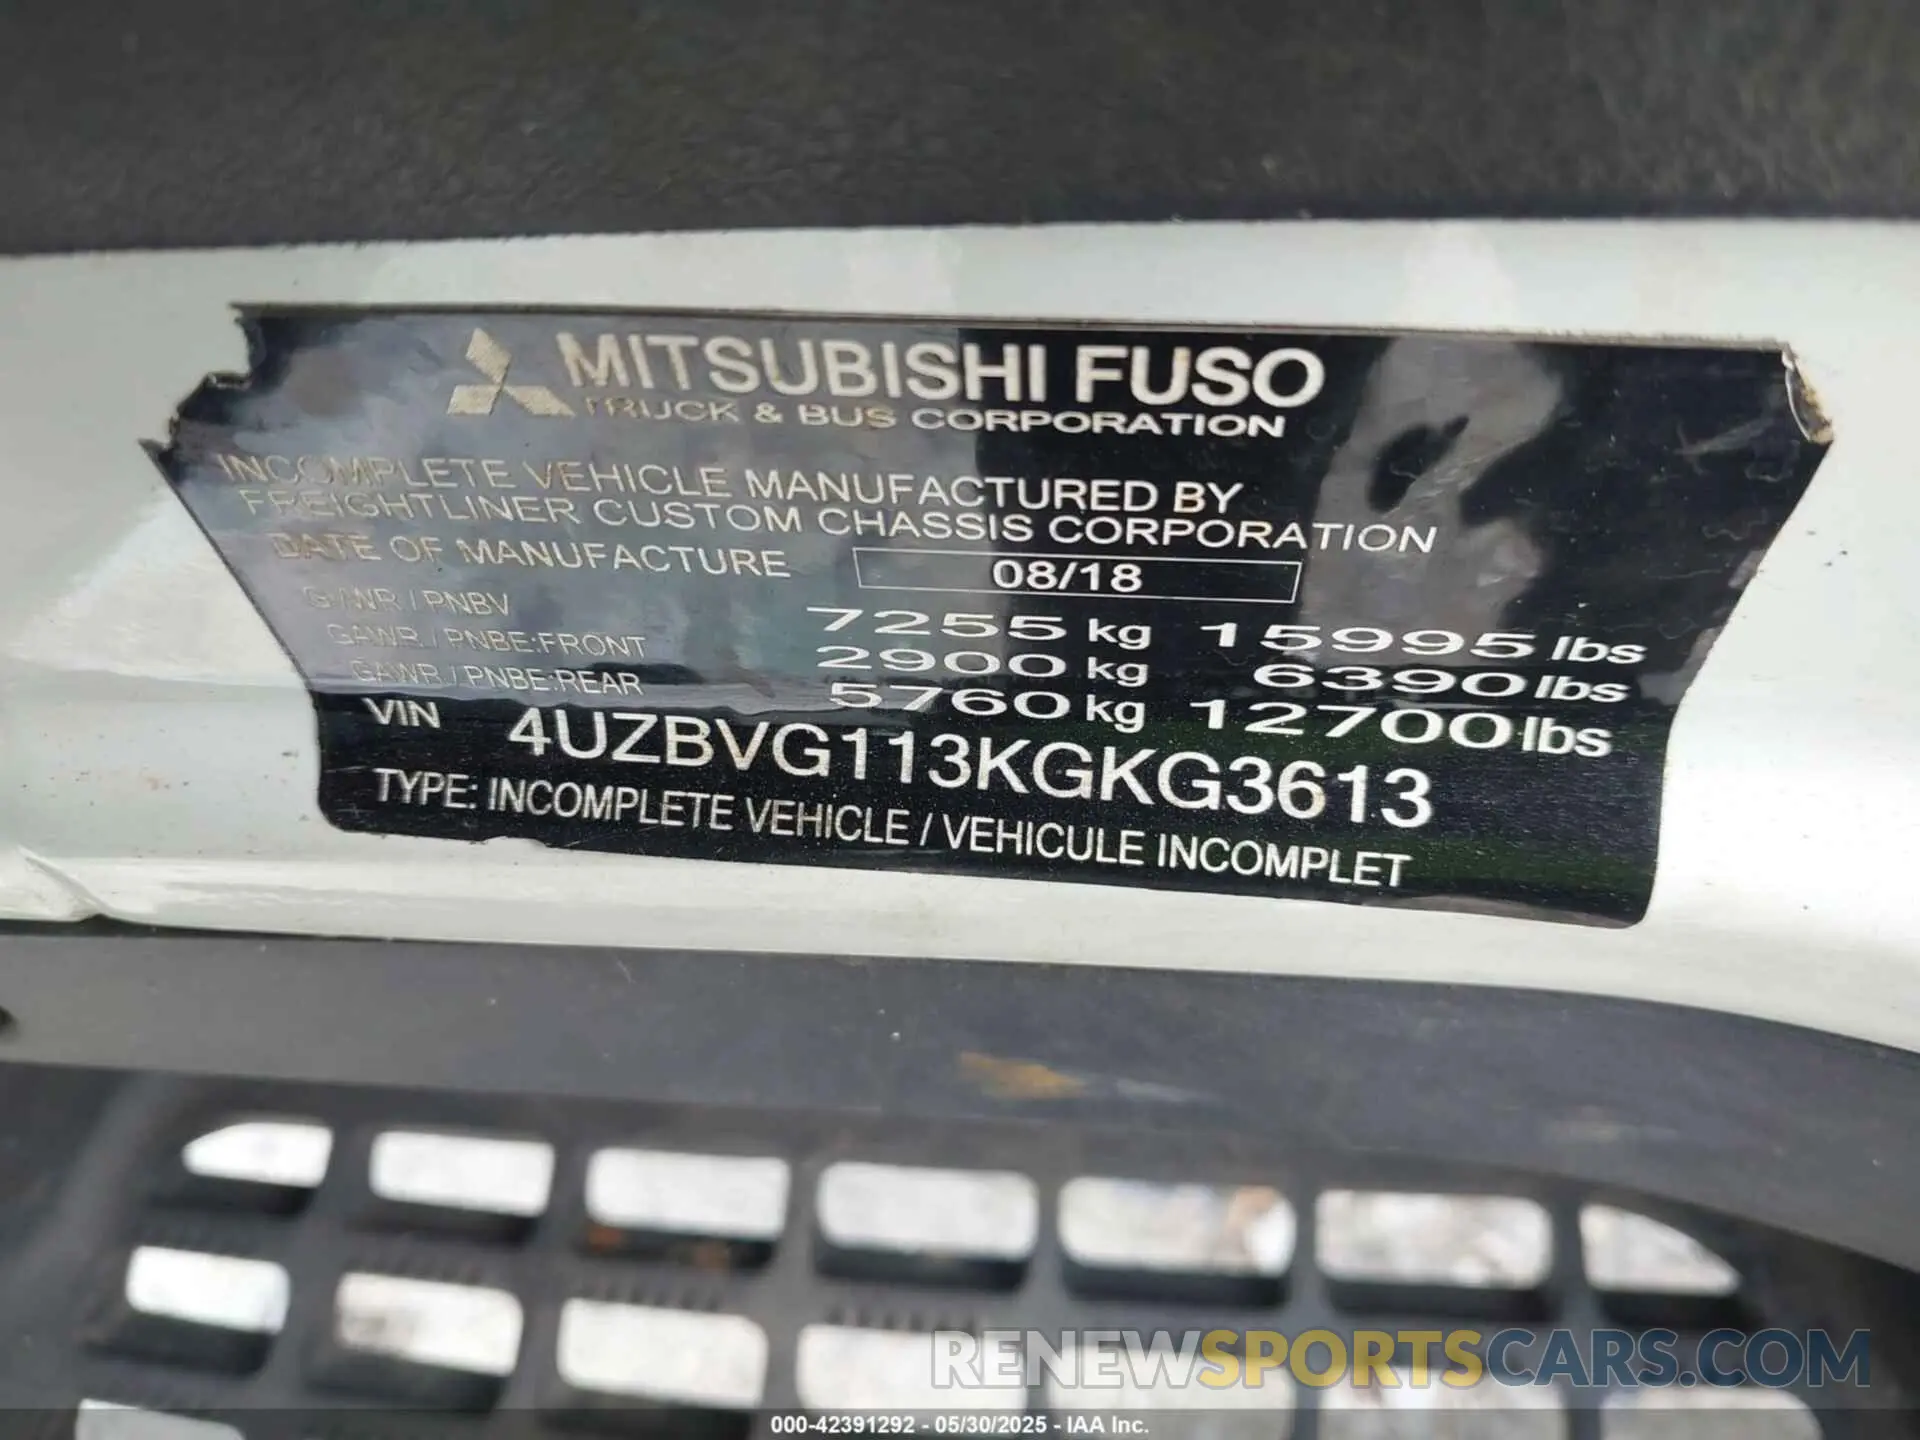 MITSUBISHI FUSO
TRUCK & BUS CORPORATION
INCOMPLETE VEHICLE MANUFACTURED BY
FREIGHTLINER CUSTOM CHASSIS CORPORATION
DATE OF MANUFACTURE 08/18
GVWR / PNBV 7255 kg 15995 lbs
GAWR / PNBE:FRONT 2900 kg 6390 lbs
GAWR / PNBE:REAR 5760 kg 12700 lbs
VIN 4UZBVG113KGKG3613
TYPE: INCOMPLETE VEHICLE / VEHICULE INCOMPLET
RENEWSPORTSCARS.COM
000-42391292 - 05/30/2025 - IAA Inc.